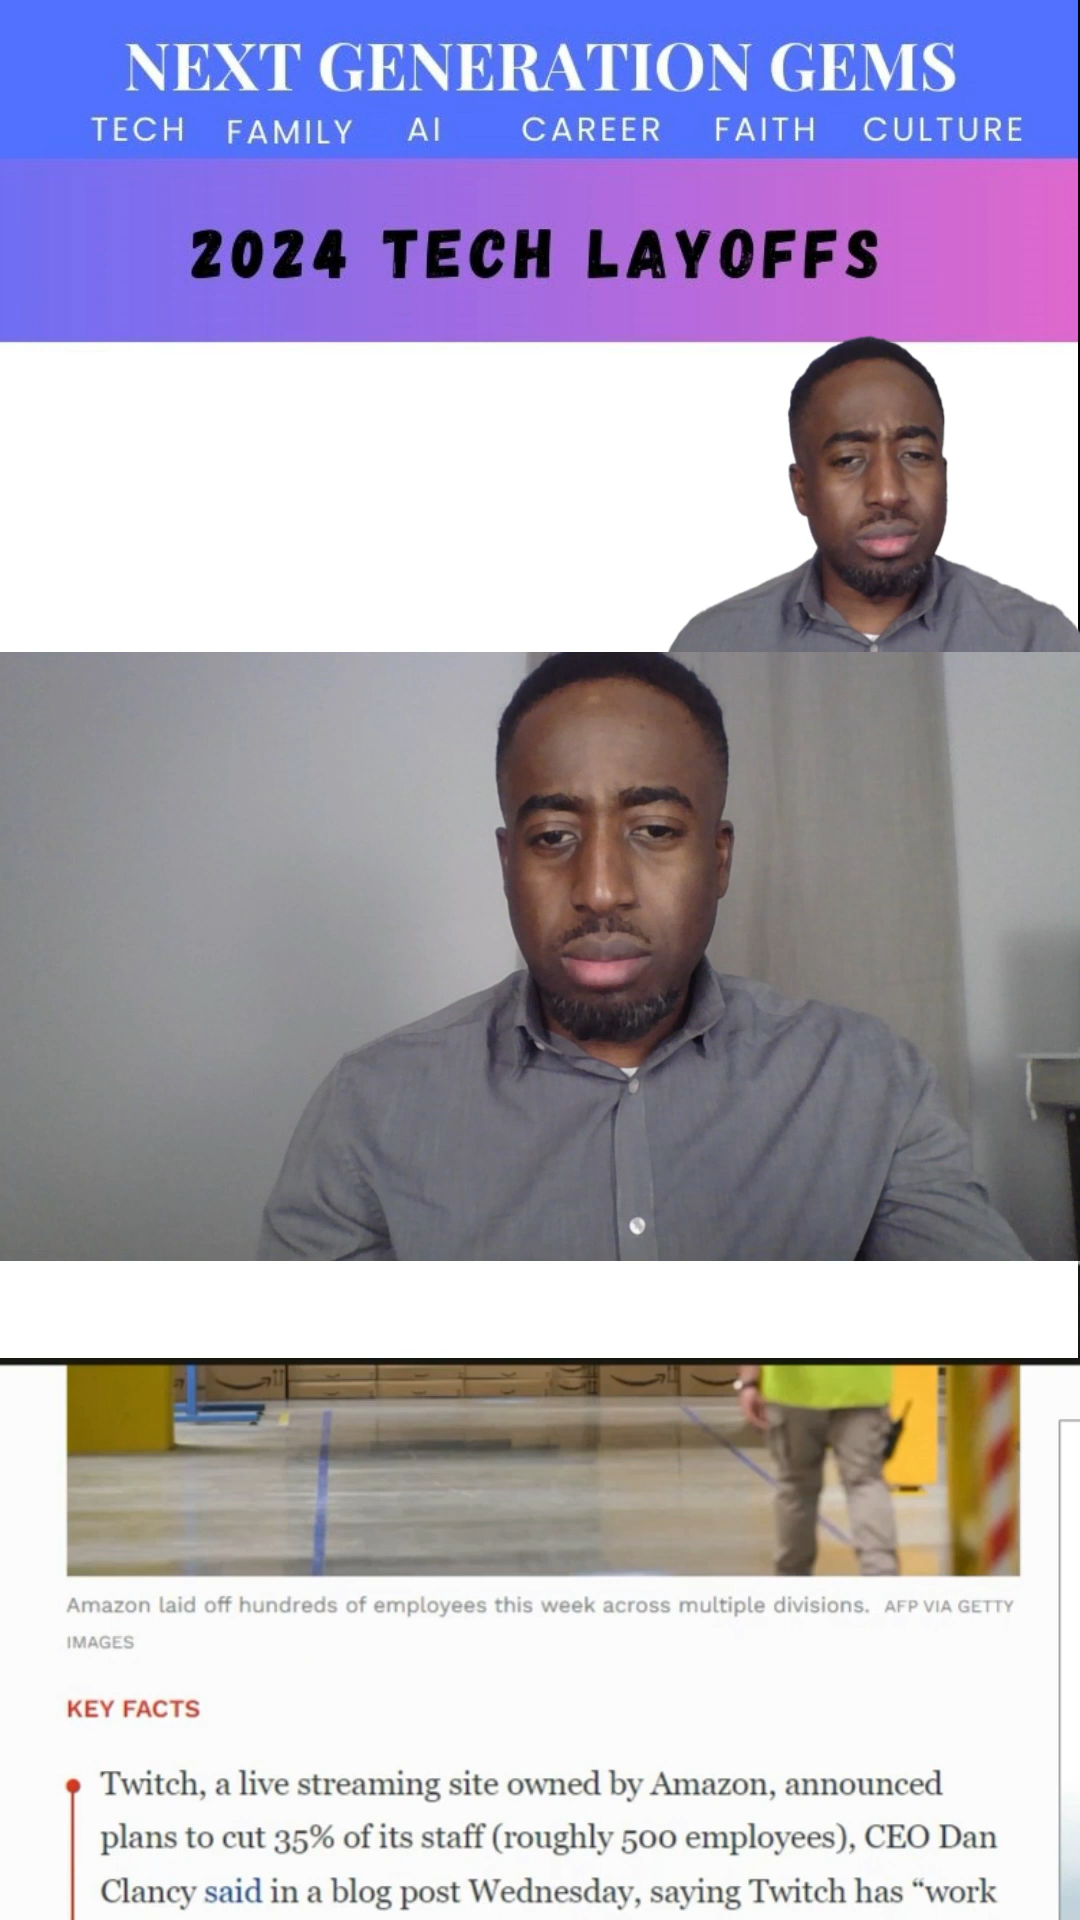 NEXT GENERATION GEMS
TECH FAMILY AI CAREER FAITH CULTURE
2024 TECH LAYOFFS
Amazon laid off hundreds of employees this week across multiple divisions. AFP VIA GETTY
IMAGES
KEY FACTS
Twitch, a live streaming site owned by Amazon, announced
plans to cut 35% of its staff (roughly 500 employees), CEO Dan
Clancy said in a blog post Wednesday, saying Twitch has “work